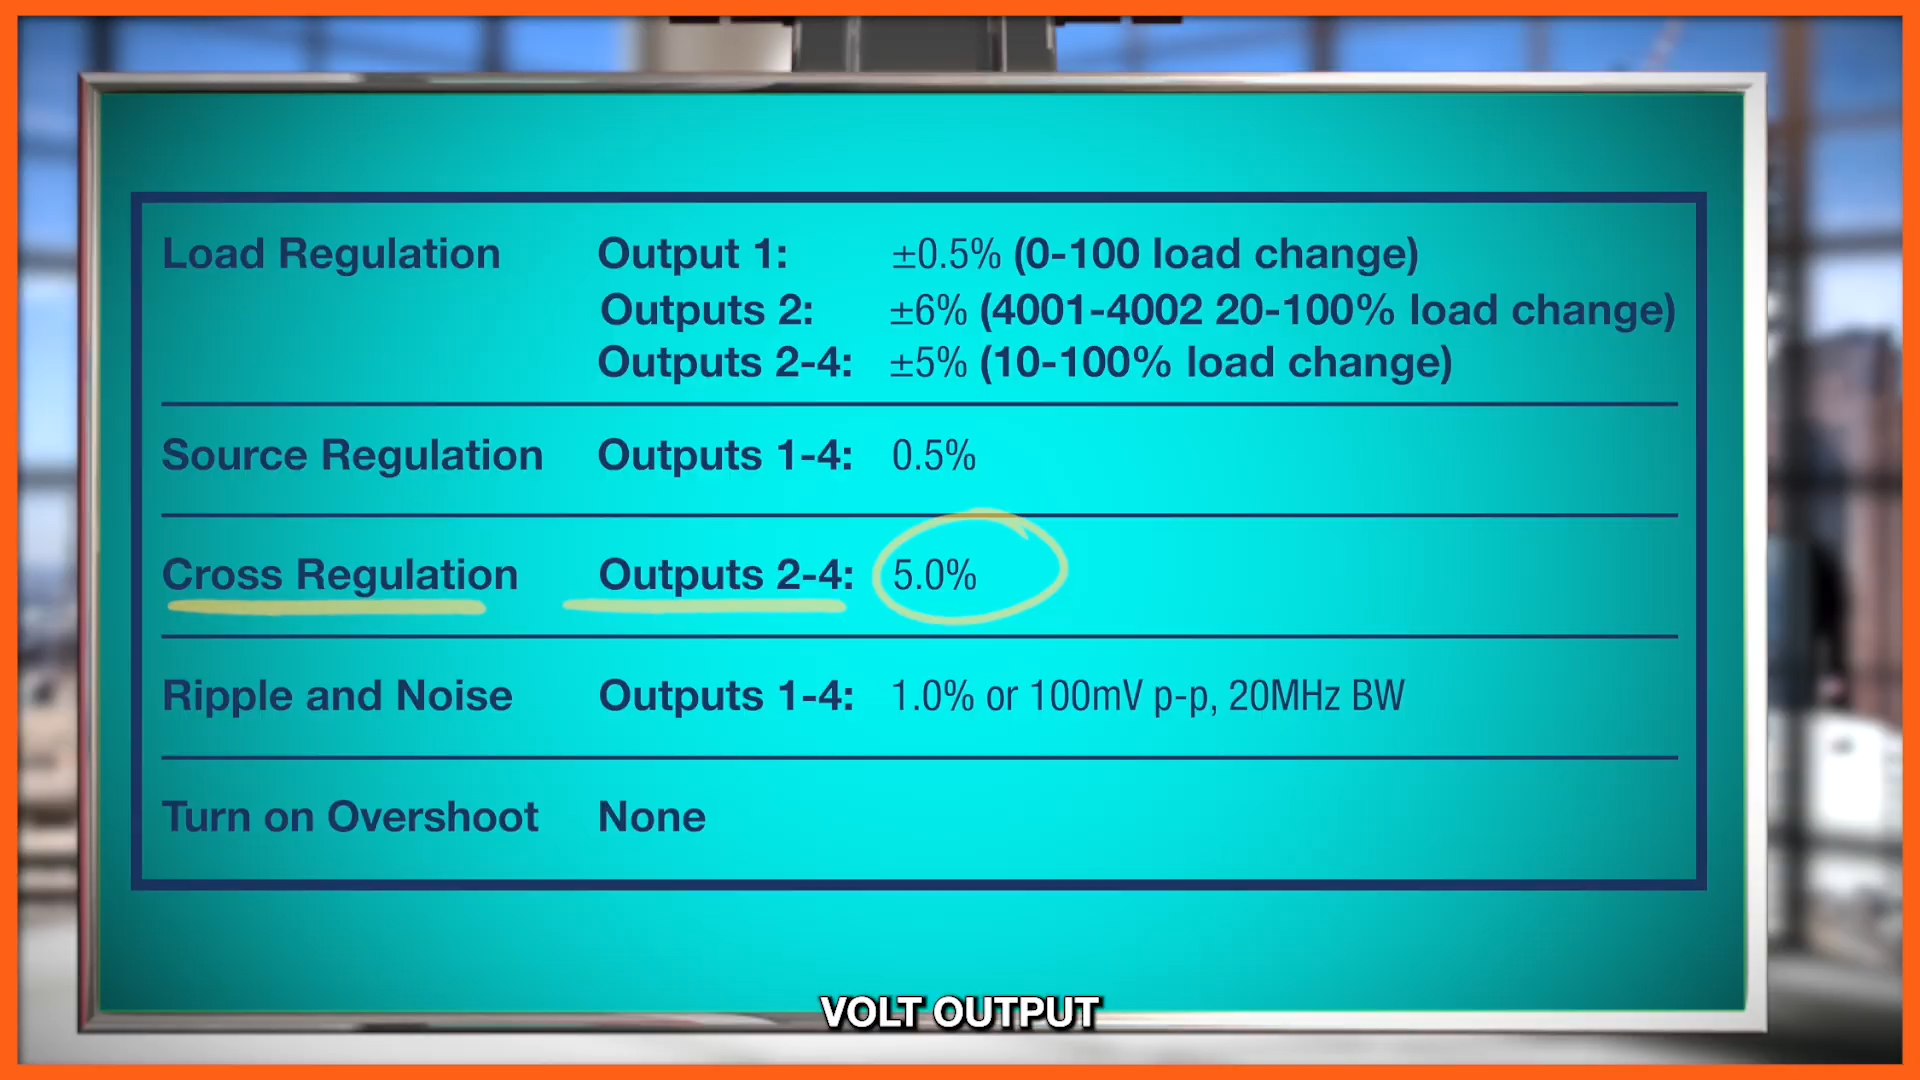 Load Regulation Output 1: ±0.5% (0-100 load change)
Outputs 2: ±6% (4001-4002 20-100% load change)
Outputs 2-4: ±5% (10-100% load change)
Source Regulation Outputs 1-4: 0.5%
Cross Regulation Outputs 2-4: 5.0%
Ripple and Noise Outputs 1-4: 1.0% or 100mV p-p, 20MHz BW
Turn on Overshoot None
VOLT OUTPUT